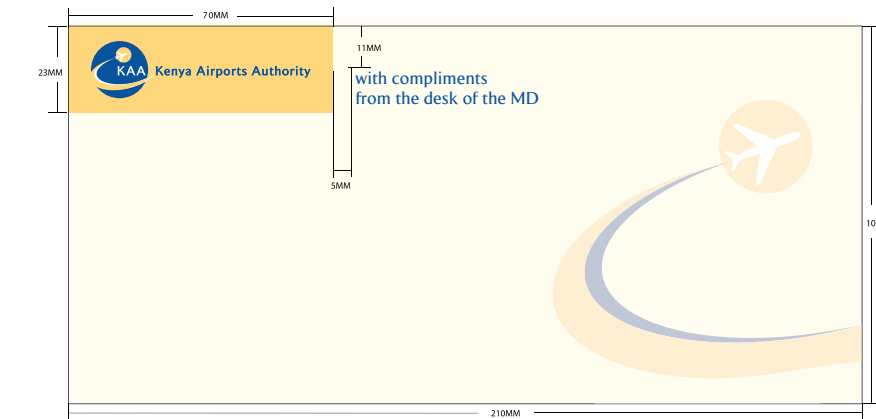 70MM
11MM
23MM
KAA Kenya Airports Authority
with compliments
from the desk of the MD
5MM
10
210MM